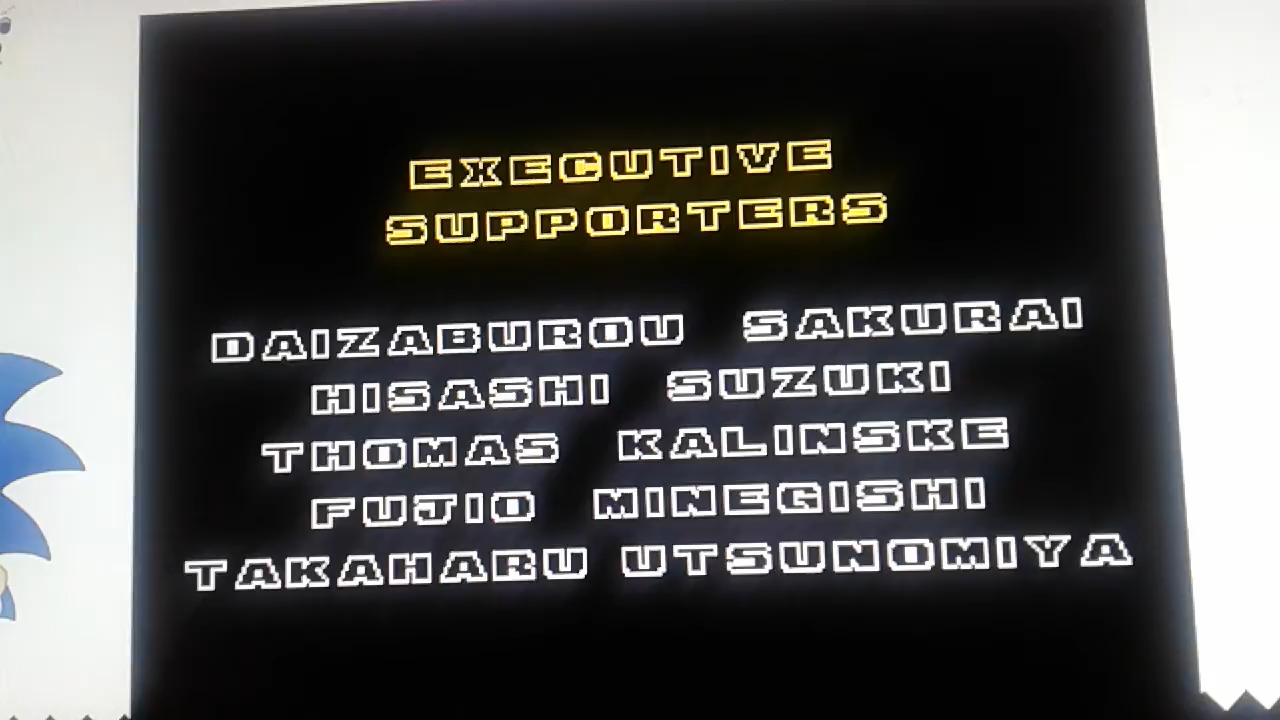 EXECUTIVE
SUPPORTERS
DAIZABUROU SAKURAI
HISASHI SUZUKI
THOMAS KALINSKE
FUJIO MINEGISHI
TAKAHARU UTSUNOMIYA